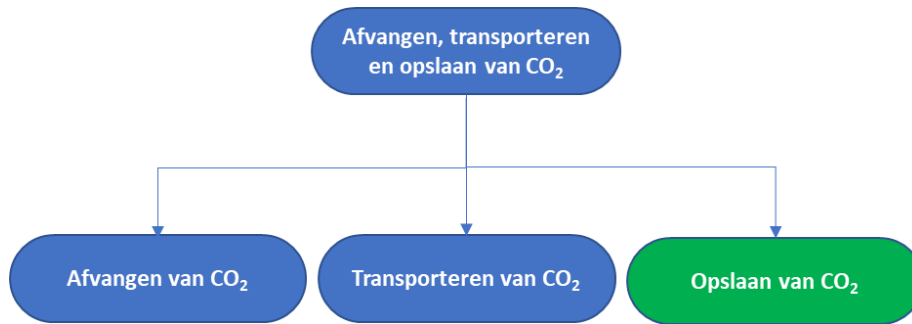 Afvangen, transporteren
en opslaan van CO₂
Afvangen van CO₂
Transporteren van CO₂
Opslaan van CO₂